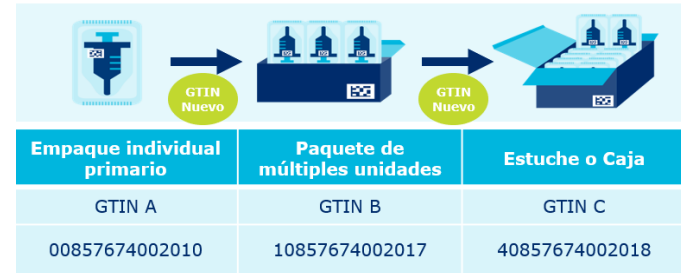 GTIN
Nuevo
GTIN
Nuevo
Empaque individual
primario
Paquete de
múltiples unidades
Estuche o Caja
GTIN A
GTIN B
GTIN C
00857674002010
10857674002017
40857674002018